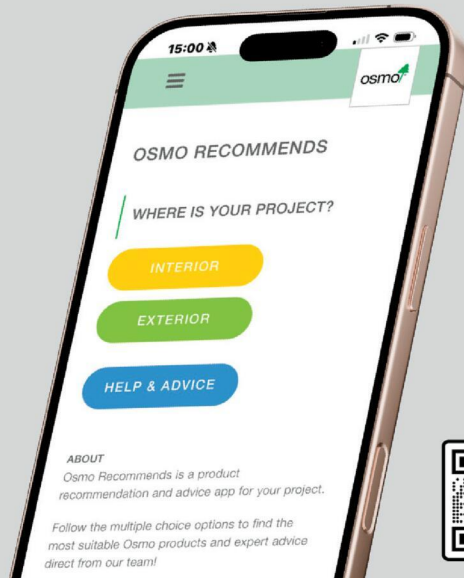 15:00
osmo
OSMO RECOMMENDS
WHERE IS YOUR PROJECT?
INTERIOR
EXTERIOR
HELP & ADVICE
ABOUT
Osmo Recommends is a product
recommendation and advice app for your project.
Follow the multiple choice options to find the
most suitable Osmo products and expert advice
direct from our team!